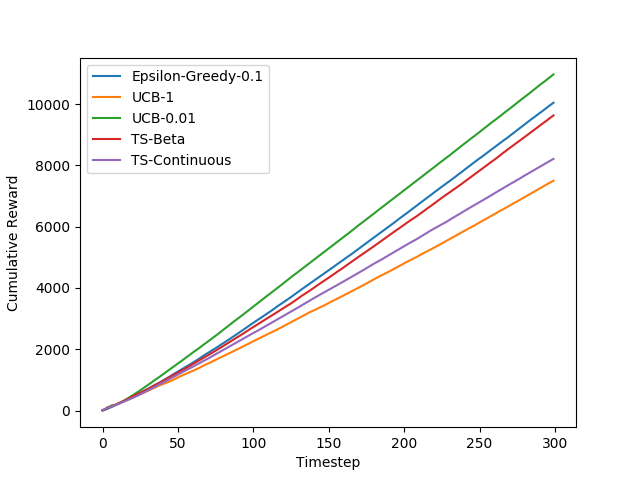 Epsilon-Greedy-0.1
UCB-1
UCB-0.01
TS-Beta
TS-Continuous
10000
8000
6000
4000
2000
0
Cumulative Reward
0 50 100 150 200 250 300
Timestep